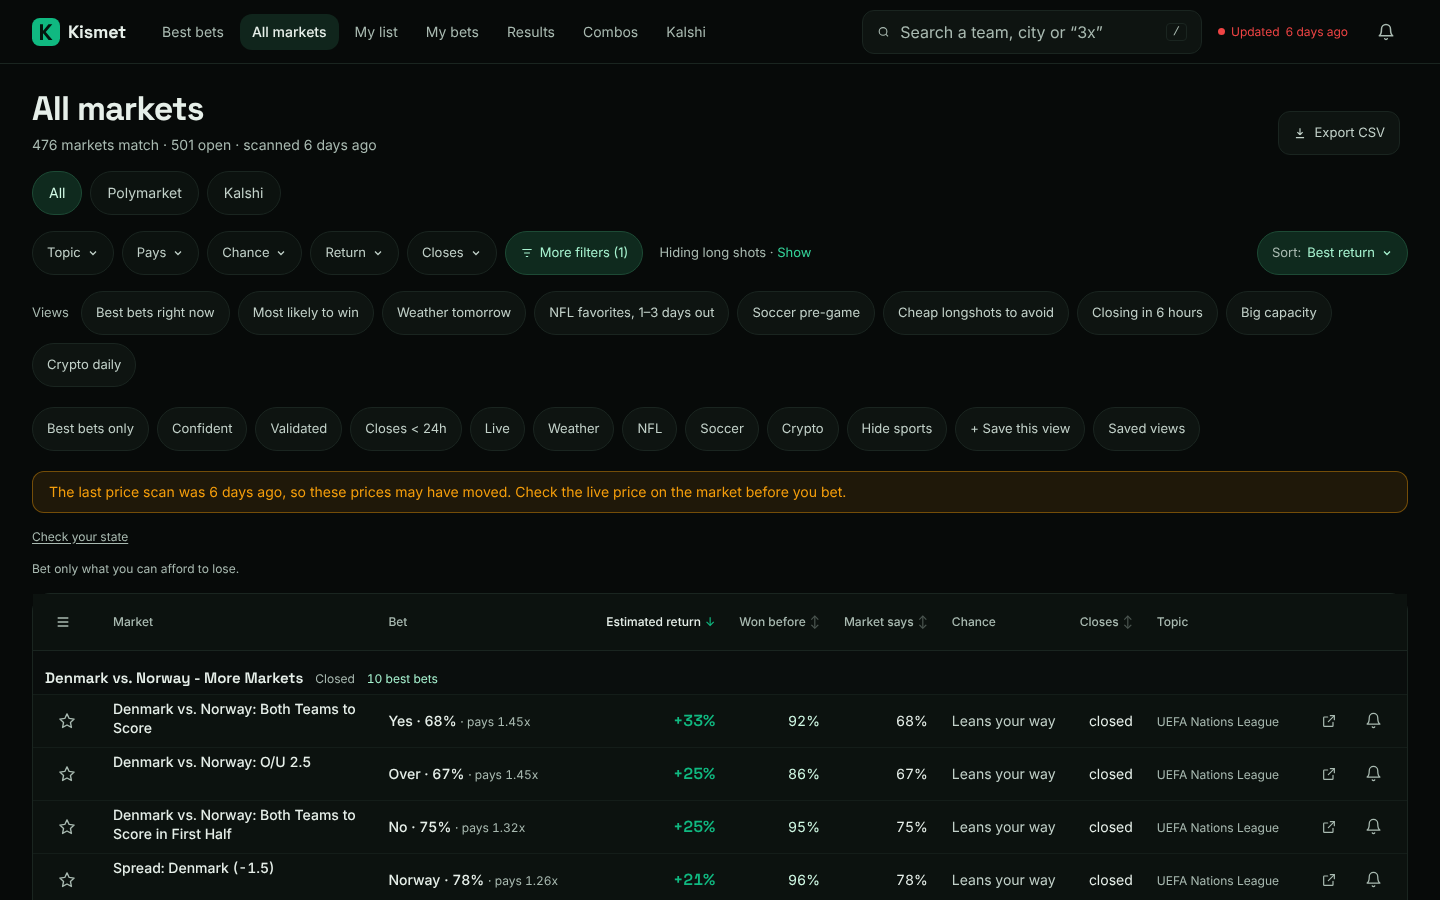 K Kismet Best bets All markets My list My bets Results Combos Kalshi Search a team, city or “3x” / Updated 6 days ago
All markets
476 markets match · 501 open · scanned 6 days ago
Export CSV
All Polymarket Kalshi
Topic Pays Chance Return Closes More filters (1) Hiding long shots · Show Sort: Best return
Views Best bets right now Most likely to win Weather tomorrow NFL favorites, 1–3 days out Soccer pre-game Cheap longshots to avoid Closing in 6 hours Big capacity
Crypto daily
Best bets only Confident Validated Closes < 24h Live Weather NFL Soccer Crypto Hide sports + Save this view Saved views
The last price scan was 6 days ago, so these prices may have moved. Check the live price on the market before you bet.
Check your state
Bet only what you can afford to lose.
Market Bet Estimated return ↓ Won before Market says Chance Closes Topic
Denmark vs. Norway - More Markets Closed 10 best bets
Denmark vs. Norway: Both Teams to
Score
Yes · 68% · pays 1.45x +33% 92% 68% Leans your way closed UEFA Nations League
Denmark vs. Norway: O/U 2.5
Over · 67% · pays 1.45x +25% 86% 67% Leans your way closed UEFA Nations League
Denmark vs. Norway: Both Teams to
Score in First Half
No · 75% · pays 1.32x +25% 95% 75% Leans your way closed UEFA Nations League
Spread: Denmark (-1.5)
Norway · 78% · pays 1.26x +21% 96% 78% Leans your way closed UEFA Nations League